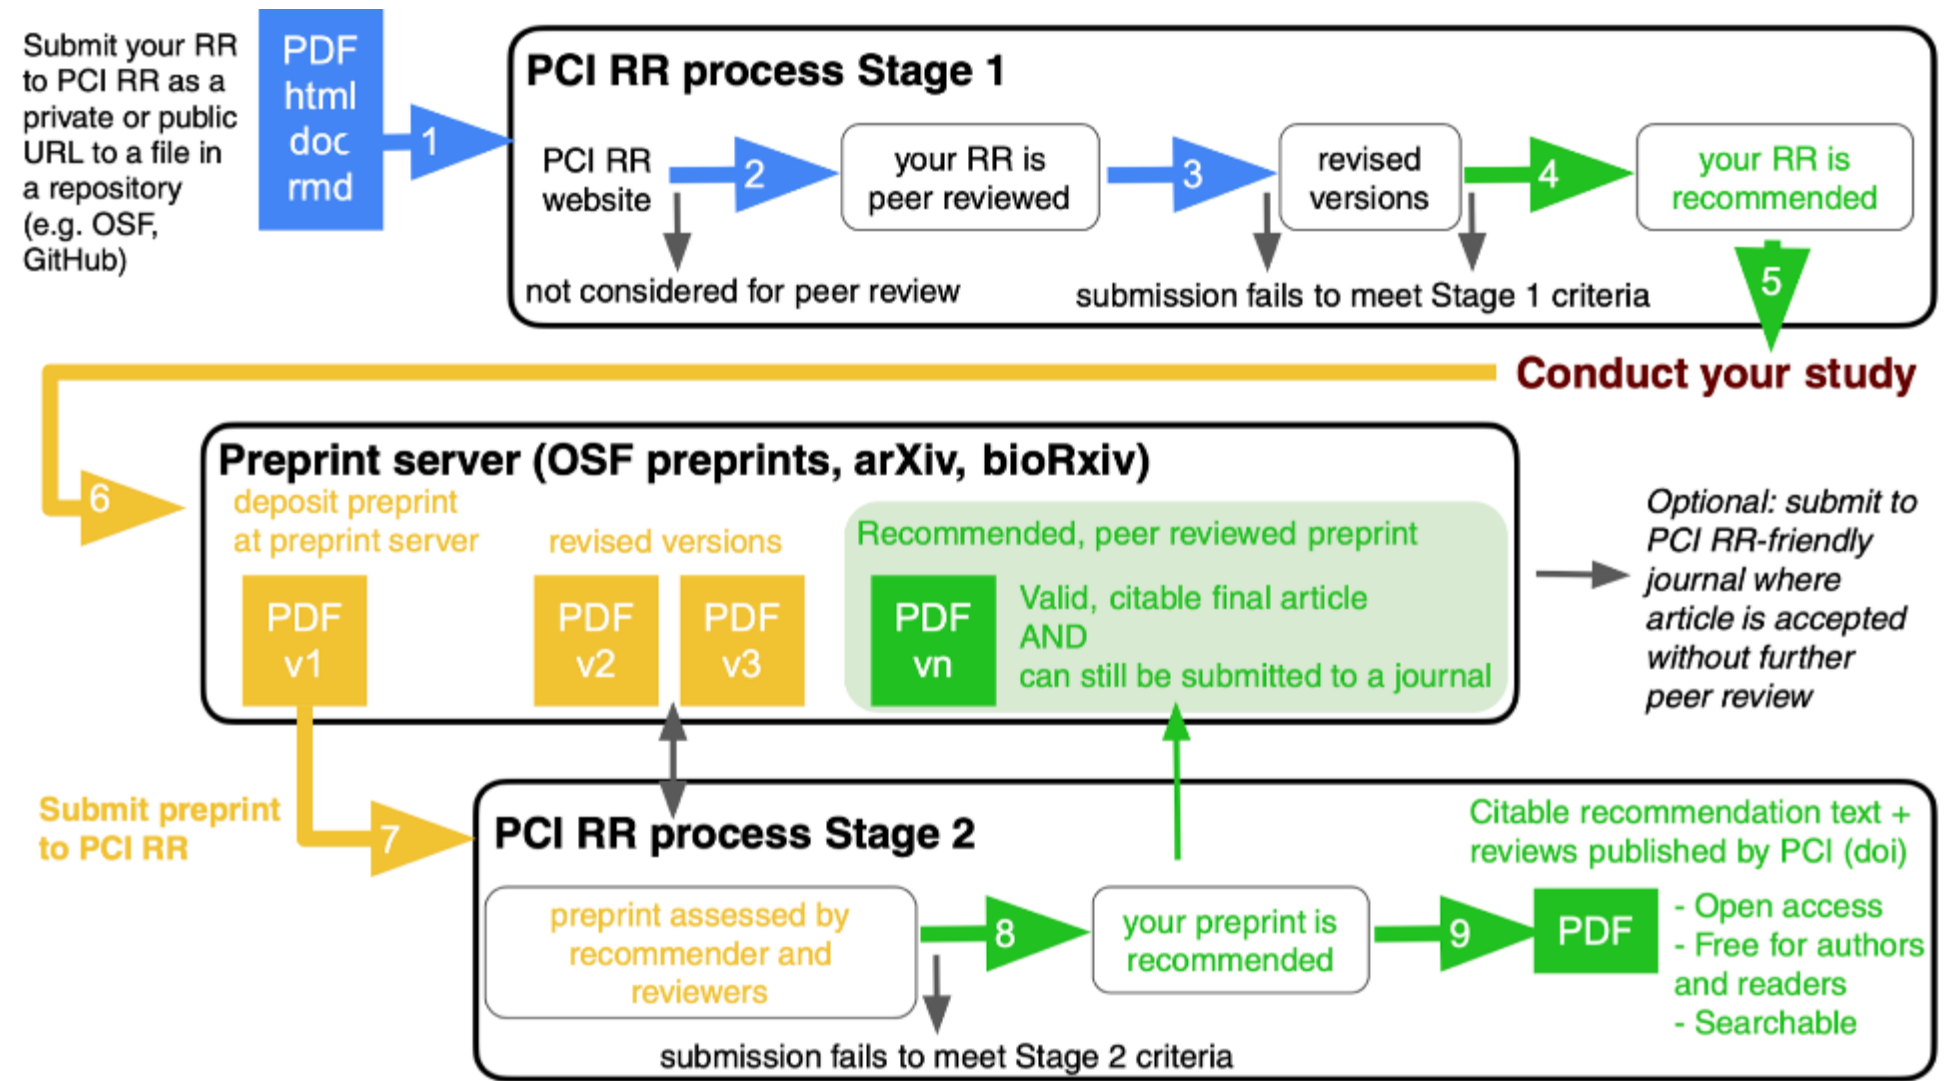 Submit your RR
to PCI RR as a
private or public
URL to a file in
a repository
(e.g. OSF,
GitHub)
PDF
html
doc
rmd
1
PCI RR process Stage 1
PCI RR
website
2
your RR is
peer reviewed
3
revised
versions
4
your RR is
recommended
not considered for peer review
submission fails to meet Stage 1 criteria
5
Conduct your study
6
Preprint server (OSF preprints, arXiv, bioRxiv)
deposit preprint
at preprint server
PDF
v1
revised versions
PDF
v2
PDF
v3
Recommended, peer reviewed preprint
PDF
vn
Valid, citable final article
AND
can still be submitted to a journal
Optional: submit to
PCI RR-friendly
journal where
article is accepted
without further
peer review
Submit preprint
to PCI RR
7
PCI RR process Stage 2
preprint assessed by
recommender and
reviewers
8
your preprint is
recommended
9
submission fails to meet Stage 2 criteria
Citable recommendation text +
reviews published by PCI (doi)
PDF
- Open access
- Free for authors
and readers
- Searchable